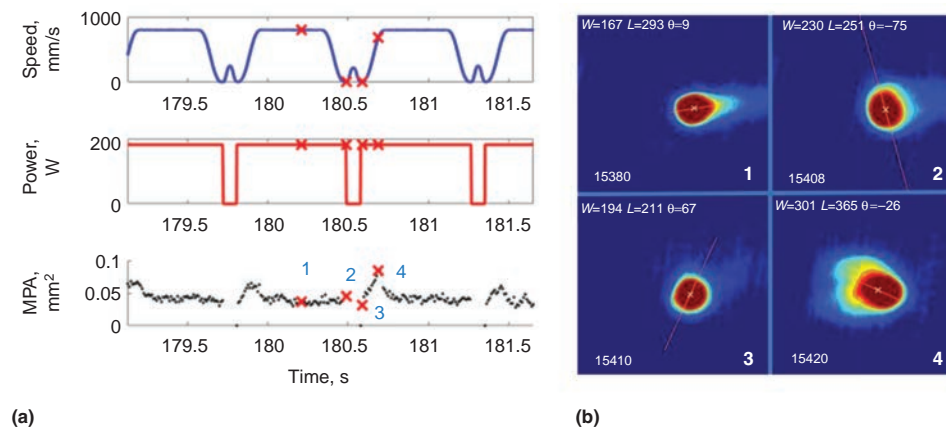 Speed, mm/s
1000
0
179.5 180 180.5 181 181.5
Power, W
200
0
179.5 180 180.5 181 181.5
MPA, mm²
0.1
0.05
0
1 2 3 4
179.5 180 180.5 181 181.5
Time, s
(a)
W=167 L=293 θ=9
15380
1
W=230 L=251 θ=−75
15408
2
W=194 L=211 θ=67
15410
3
W=301 L=365 θ=−26
15420
4
(b)